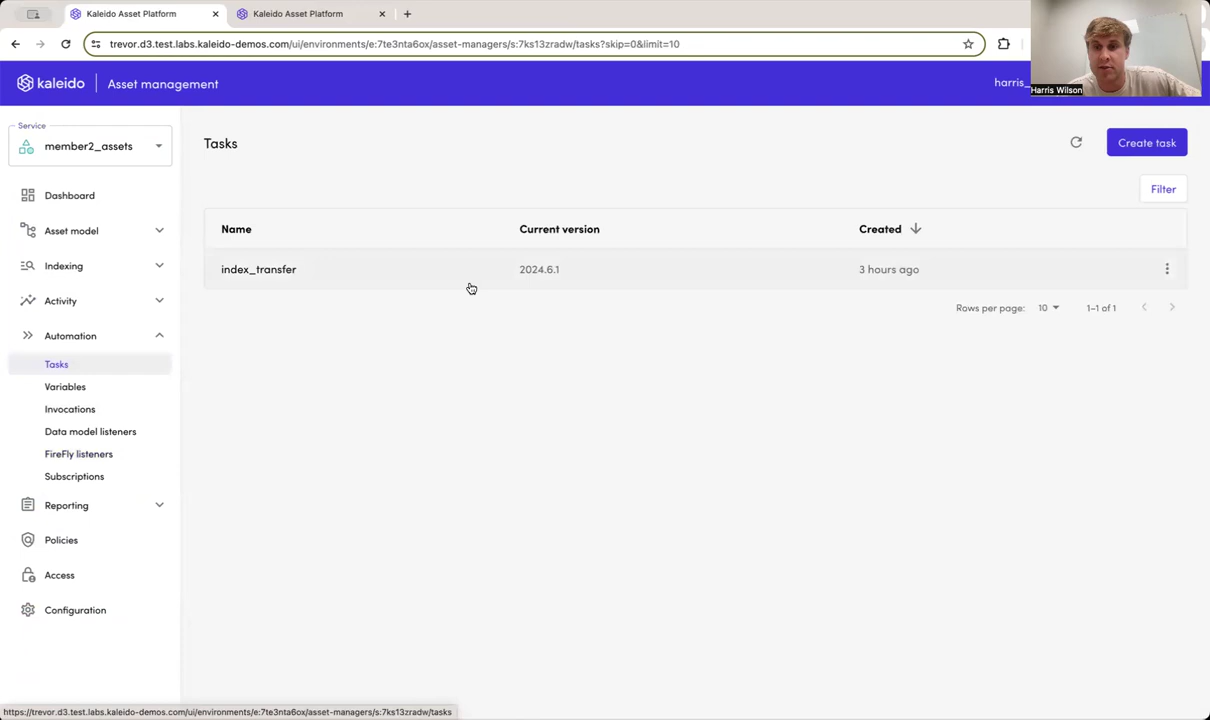 Kaleido Asset Platform
Kaleido Asset Platform
trevor.d3.test.labs.kaleido-demos.com/ui/environments/e:7te3nta6ox/asset-managers/s:7ks13zradw/tasks?skip=0&limit=10
kaleido
Asset management
harris_
Harris Wilson
Service
member2_assets
Dashboard
Asset model
Indexing
Activity
Automation
Tasks
Variables
Invocations
Data model listeners
FireFly listeners
Subscriptions
Reporting
Policies
Access
Configuration
Tasks
Create task
Filter
Name Current version Created
index_transfer 2024.6.1 3 hours ago
Rows per page: 10 1–1 of 1
https://trevor.d3.test.labs.kaleido-demos.com/ui/environments/e:7te3nta6ox/asset-managers/s:7ks13zradw/tasks